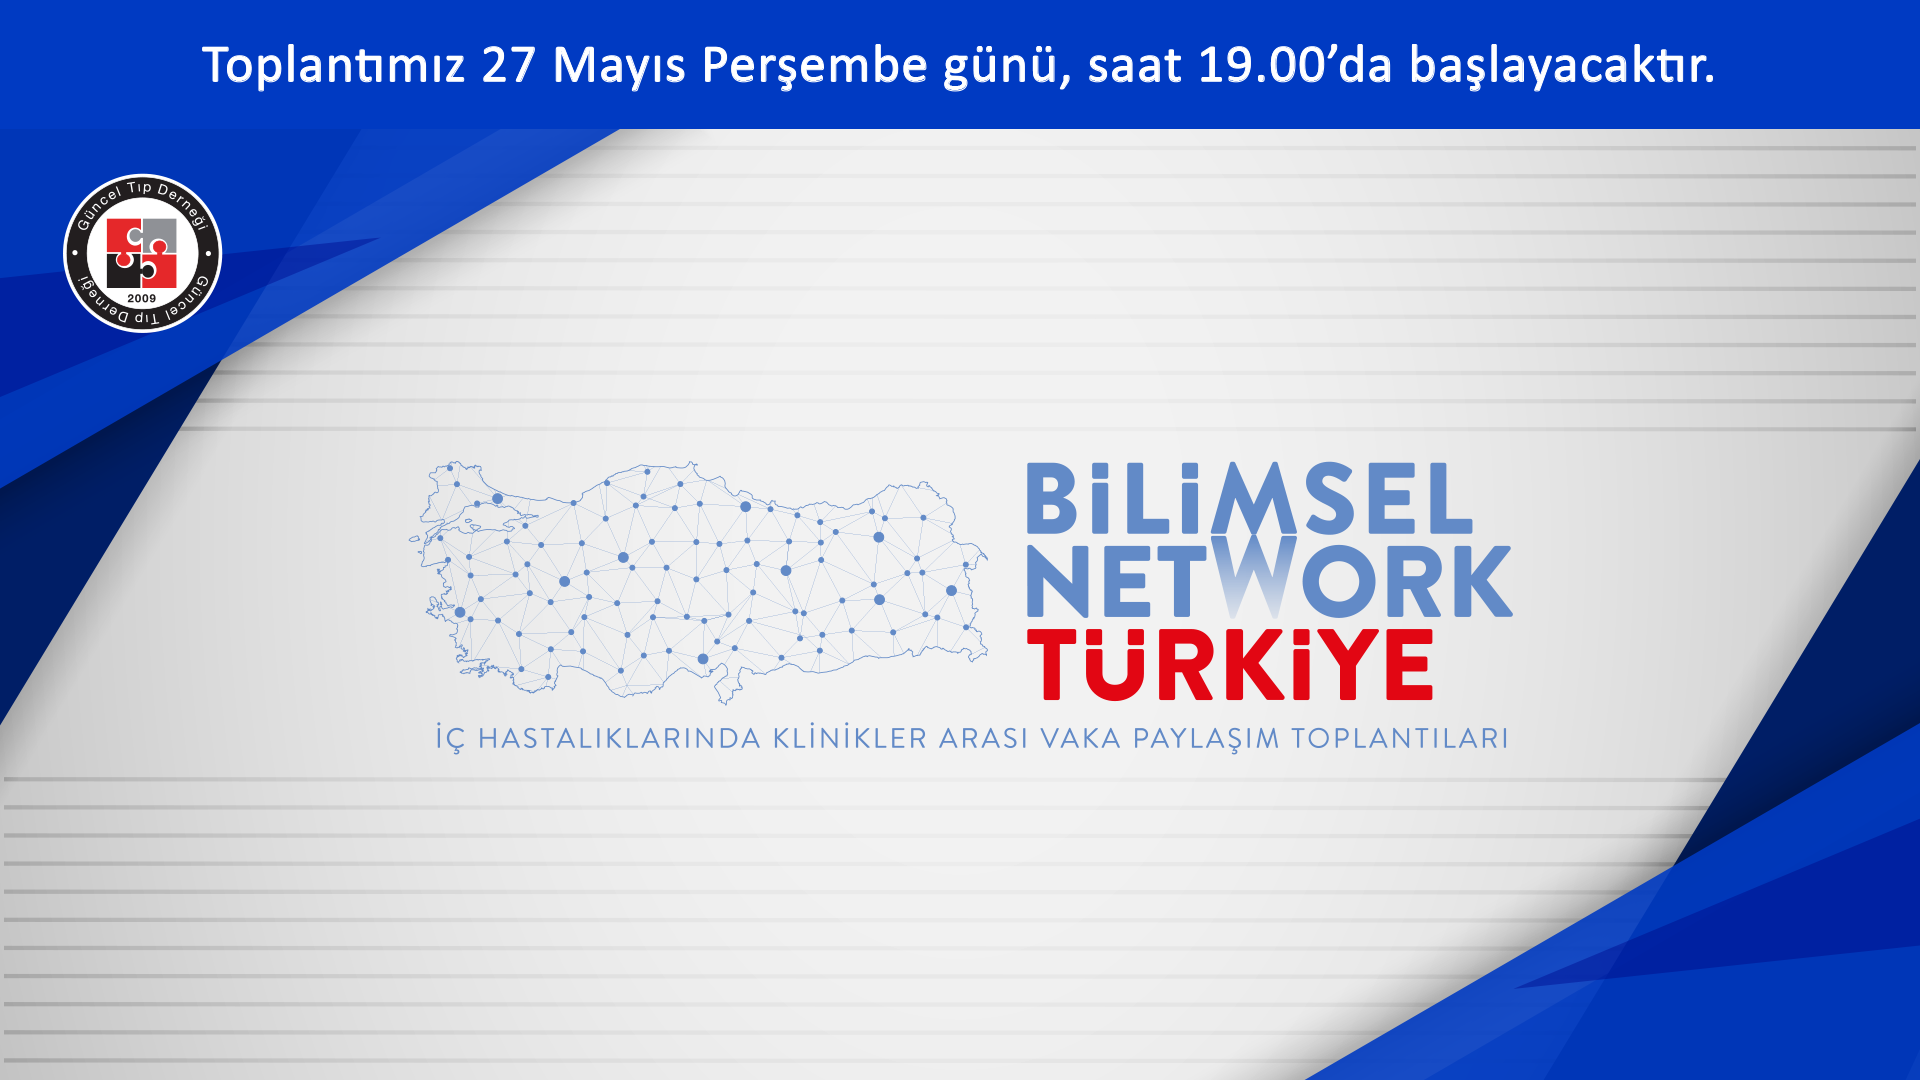 Toplantımız 27 Mayıs Perşembe günü, saat 19.00’da başlayacaktır.
Güncel Tıp Derneği
2009
Güncel Tıp Derneği
BİLİMSEL
NETWORK
TÜRKİYE
İÇ HASTALIKLARINDA KLİNİKLER ARASI VAKA PAYLAŞIM TOPLANTILARI